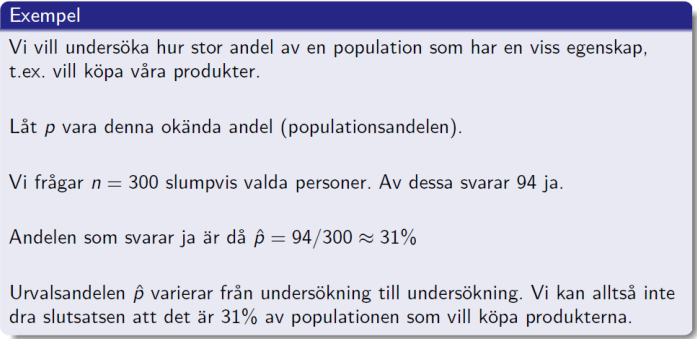 Exempel
Vi vill undersöka hur stor andel av en population som har en viss egenskap,
t.ex. vill köpa våra produkter.
Låt p vara denna okända andel (populationsandelen).
Vi frågar n = 300 slumpvis valda personer. Av dessa svarar 94 ja.
Andelen som svarar ja är då p̂ = 94/300 ≈ 31%
Urvalsandelen p̂ varierar från undersökning till undersökning. Vi kan alltså inte
dra slutsatsen att det är 31% av populationen som vill köpa produkterna.